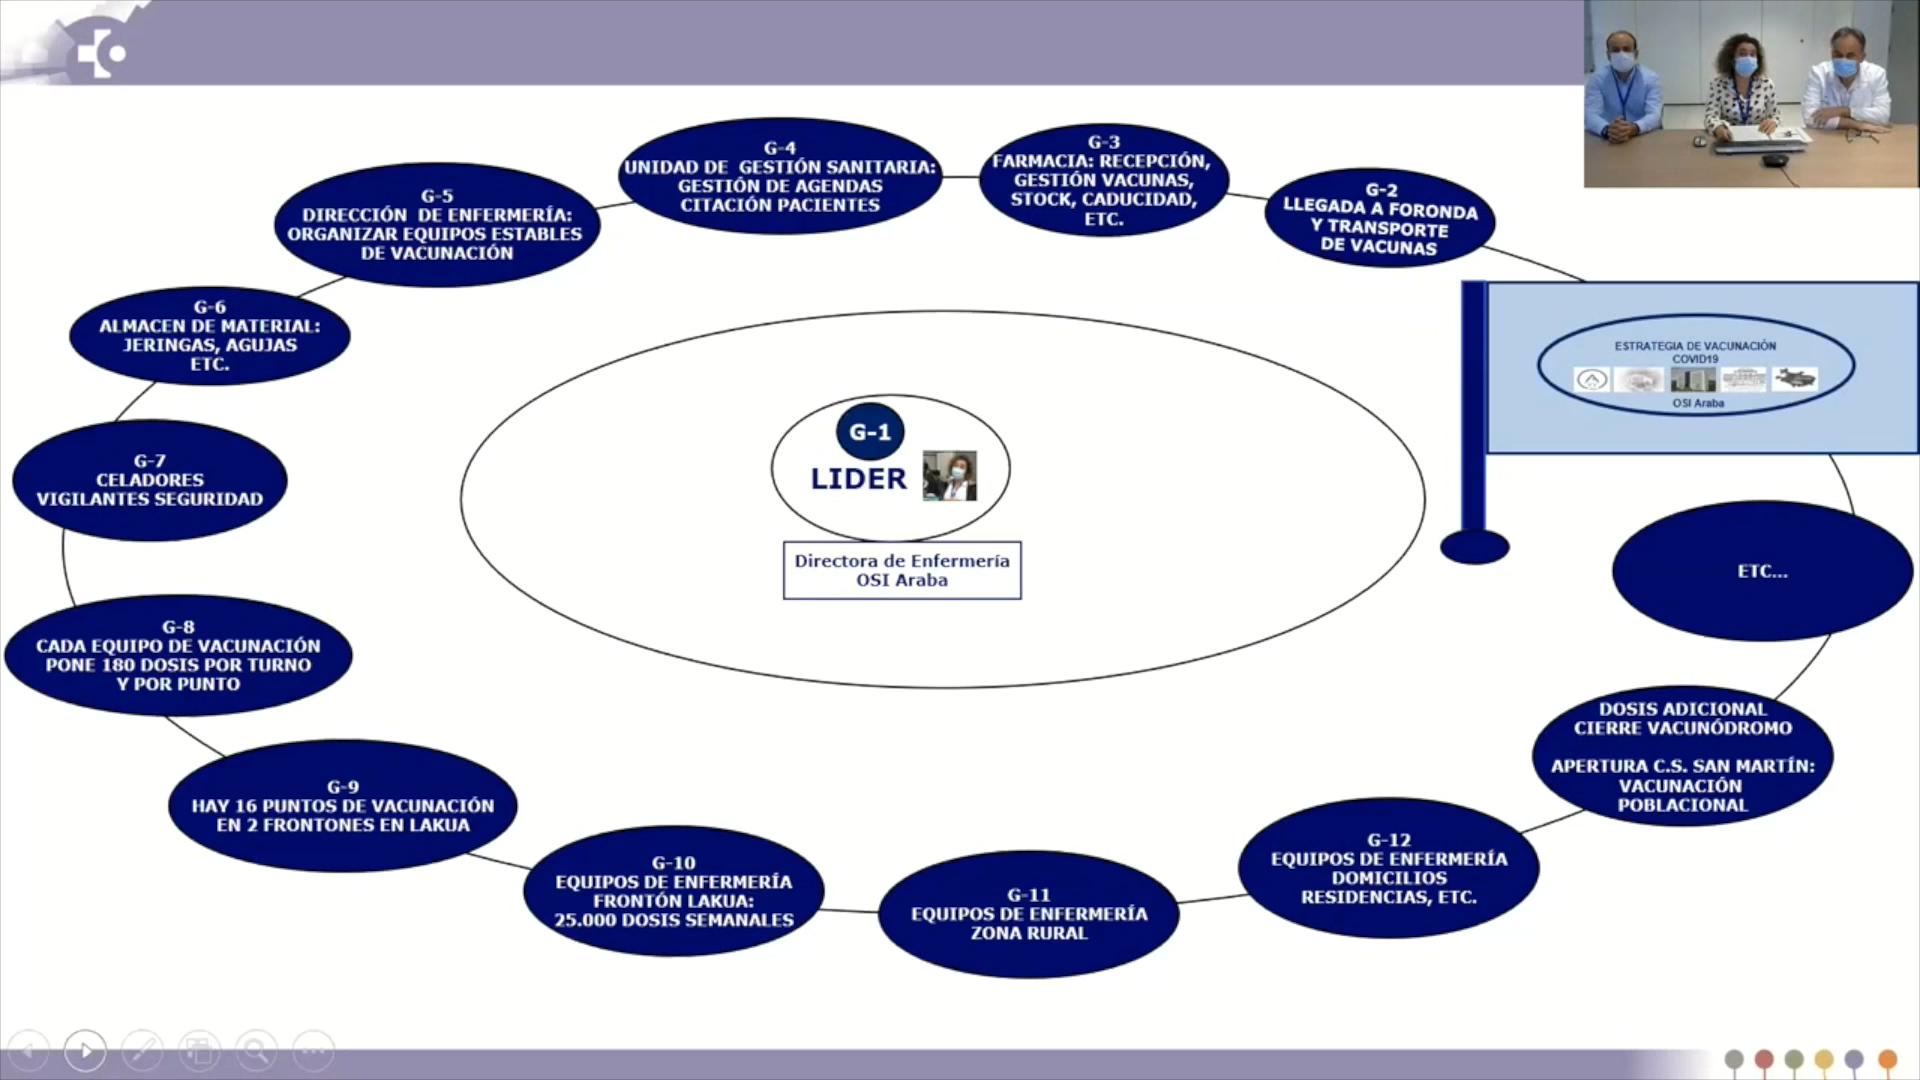 G-4
UNIDAD DE GESTIÓN SANITARIA:
GESTIÓN DE AGENDAS
CITACIÓN PACIENTES
G-3
FARMACIA: RECEPCIÓN,
GESTIÓN VACUNAS,
STOCK, CADUCIDAD,
ETC.
G-2
LLEGADA A FORONDA
Y TRANSPORTE
DE VACUNAS
G-5
DIRECCIÓN DE ENFERMERÍA:
ORGANIZAR EQUIPOS ESTABLES
DE VACUNACIÓN
G-6
ALMACEN DE MATERIAL:
JERINGAS, AGUJAS
ETC.
ESTRATEGIA DE VACUNACIÓN
COVID19
OSI Araba
G-1
LIDER
Directora de Enfermería
OSI Araba
G-7
CELADORES
VIGILANTES SEGURIDAD
ETC...
G-8
CADA EQUIPO DE VACUNACIÓN
PONE 180 DOSIS POR TURNO
Y POR PUNTO
DOSIS ADICIONAL
CIERRE VACUNÓDROMO
APERTURA C.S. SAN MARTÍN:
VACUNACIÓN
POBLACIONAL
G-9
HAY 16 PUNTOS DE VACUNACIÓN
EN 2 FRONTONES EN LAKUA
G-10
EQUIPOS DE ENFERMERÍA
FRONTÓN LAKUA:
25.000 DOSIS SEMANALES
G-11
EQUIPOS DE ENFERMERÍA
ZONA RURAL
G-12
EQUIPOS DE ENFERMERÍA
DOMICILIOS
RESIDENCIAS, ETC.